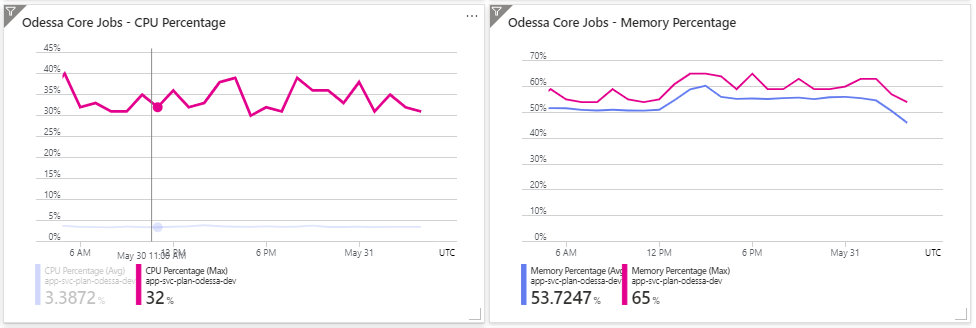 Odessa Core Jobs - CPU Percentage
...
45%
40%
35%
30%
25%
20%
15%
10%
5%
0%
6 AM
May 30 11:00 AM
6 PM
May 31
UTC
CPU Percentage (Avg)
app-svc-plan-odessa-dev
3.3872 %
CPU Percentage (Max)
app-svc-plan-odessa-dev
32 %
Odessa Core Jobs - Memory Percentage
70%
60%
50%
40%
30%
20%
10%
0%
6 AM
12 PM
6 PM
May 31
UTC
Memory Percentage (Avg
app-svc-plan-odessa-dev
53.7247 %
Memory Percentage (Max)
app-svc-plan-odessa-dev
65 %